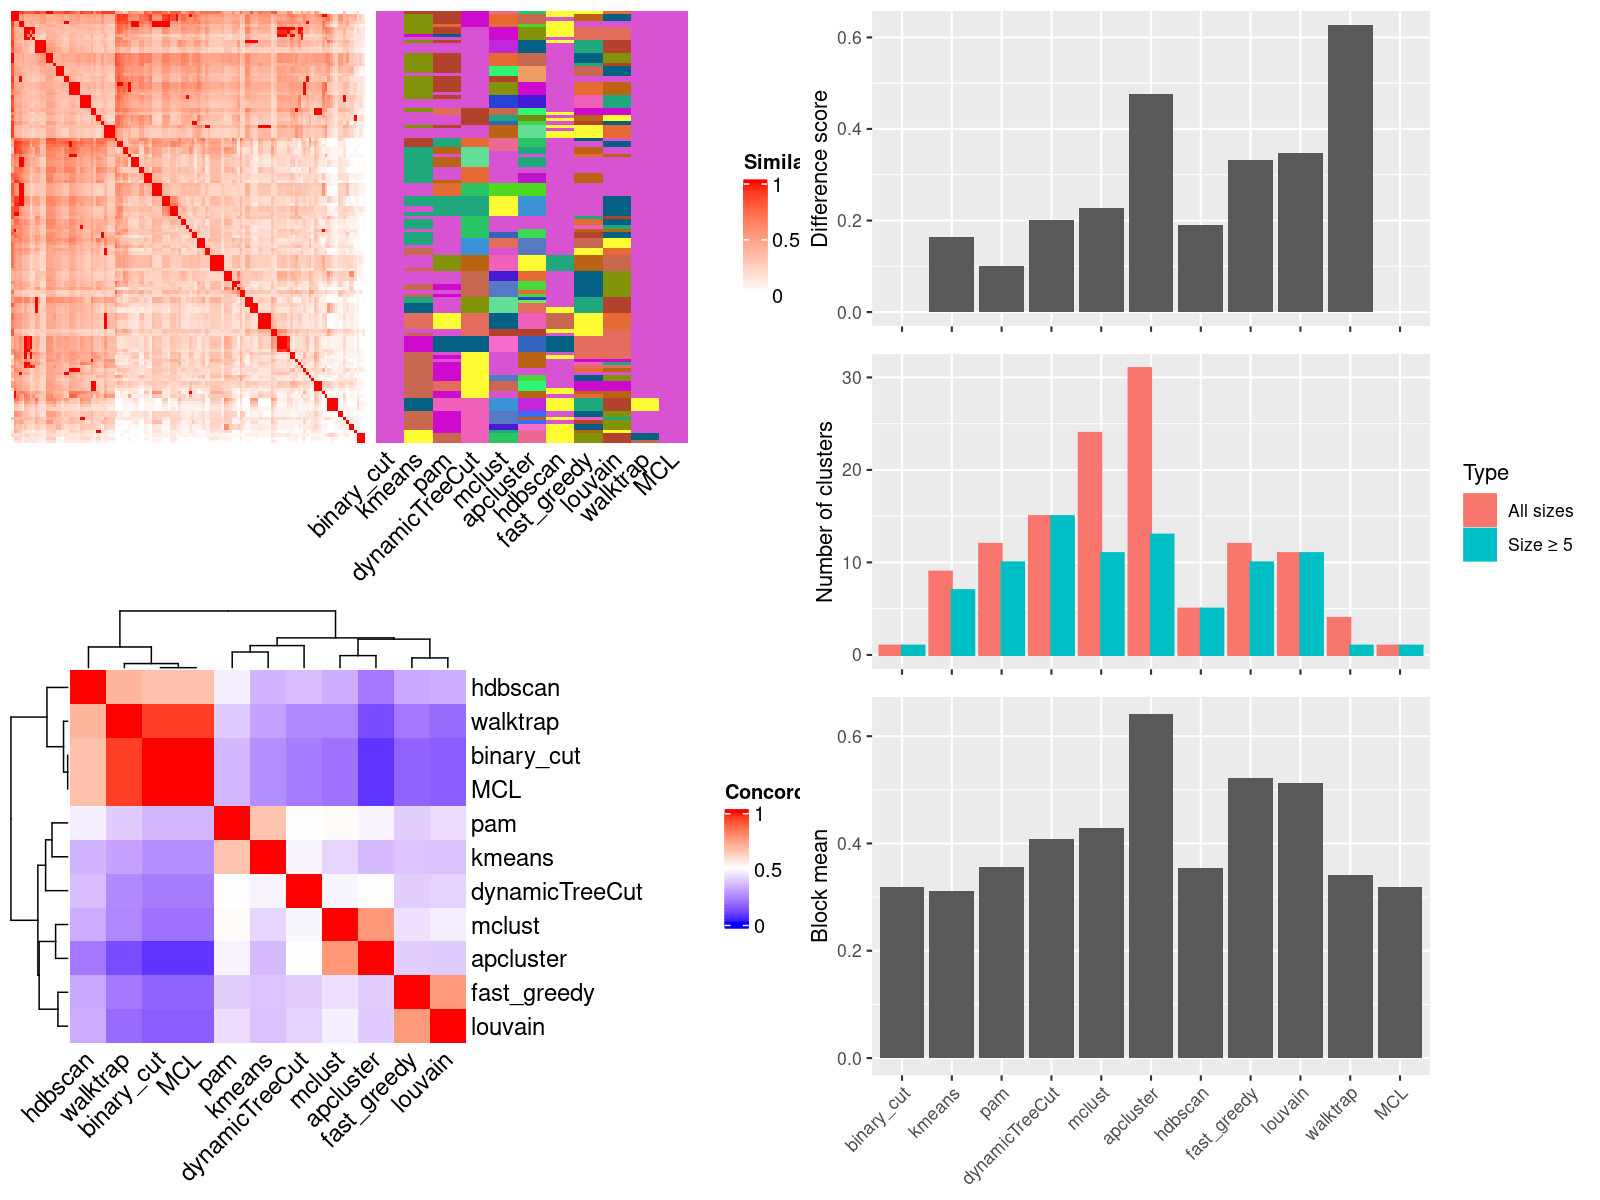 Simila
1
0.5
0
binary_cut
kmeans
pam
dynamicTreeCut
mclust
apcluster
hdbscan
fast_greedy
louvain
walktrap
MCL
hdbscan
walktrap
binary_cut
MCL
pam
kmeans
dynamicTreeCut
mclust
apcluster
fast_greedy
louvain
Concord
1
0.5
0
hdbscan
walktrap
binary_cut
MCL
pam
kmeans
dynamicTreeCut
mclust
apcluster
fast_greedy
louvain
Difference score
0.6
0.4
0.2
0.0
Number of clusters
30
20
10
0
Type
All sizes
Size ≥ 5
Block mean
0.6
0.4
0.2
0.0
binary_cut
kmeans
pam
dynamicTreeCut
mclust
apcluster
hdbscan
fast_greedy
louvain
walktrap
MCL